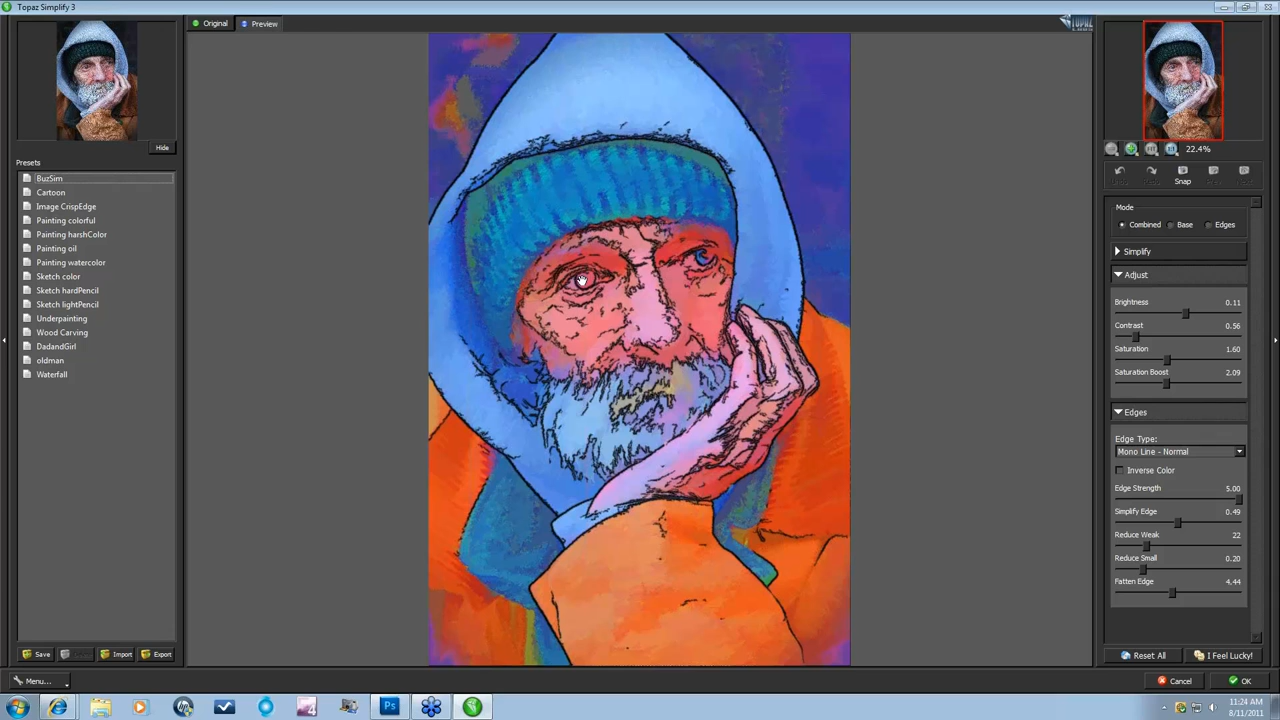 Topaz Simplify 3
Original
Preview
TOPAZ
Hide
Presets
BuzSim
Cartoon
Image CrispEdge
Painting colorful
Painting harshColor
Painting oil
Painting watercolor
Sketch color
Sketch hardPencil
Sketch lightPencil
Underpainting
Wood Carving
DadandGirl
oldman
Waterfall
Save
Import
Export
Menu...
22.4%
Snap
Mode
Combined Base Edges
Simplify
Adjust
Brightness 0.11
Contrast 0.56
Saturation 1.60
Saturation Boost 2.09
Edges
Edge Type:
Mono Line - Normal
Inverse Color
Edge Strength 5.00
Simplify Edge 0.49
Reduce Weak 22
Reduce Small 0.20
Fatten Edge 4.44
Reset All
I Feel Lucky!
Cancel
OK
Ps
4
11:24 AM
8/11/2011